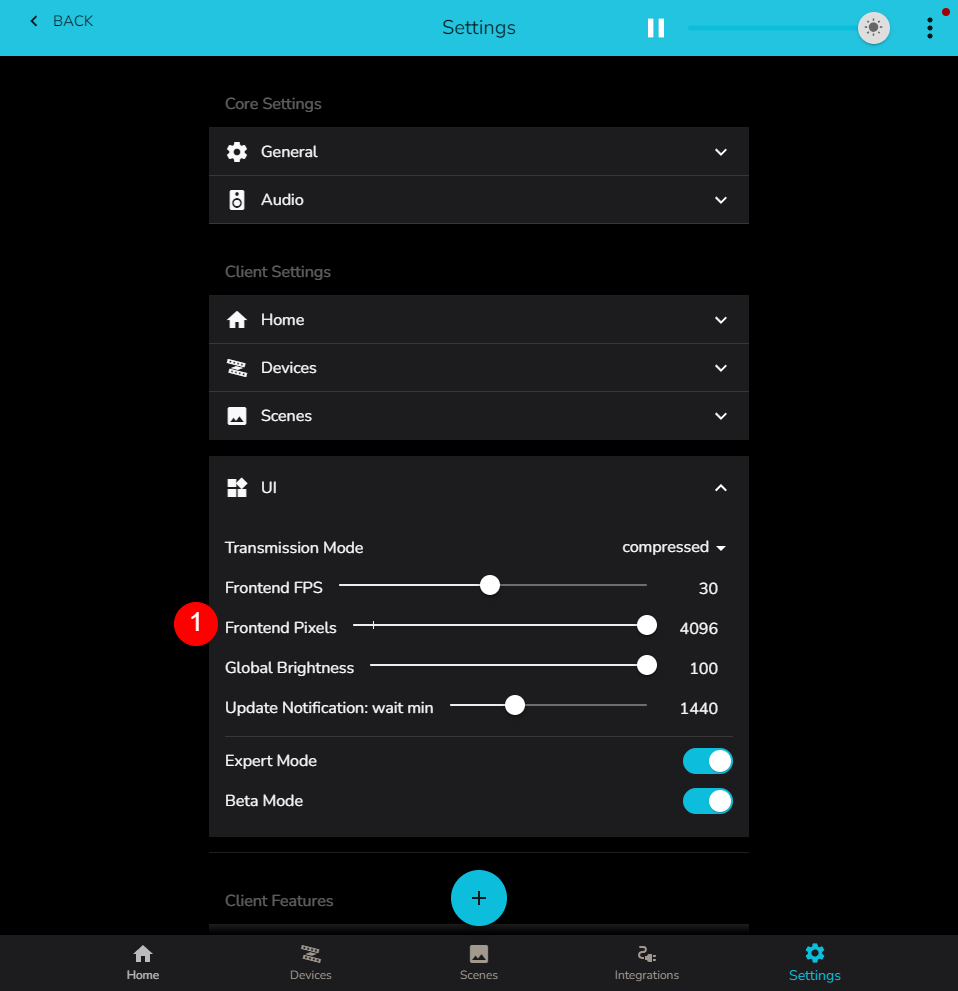 BACK
Settings
Core Settings
General
Audio
Client Settings
Home
Devices
Scenes
UI
Transmission Mode compressed
Frontend FPS 30
1 Frontend Pixels 4096
Global Brightness 100
Update Notification: wait min 1440
Expert Mode
Beta Mode
Client Features
Home Devices Scenes Integrations Settings